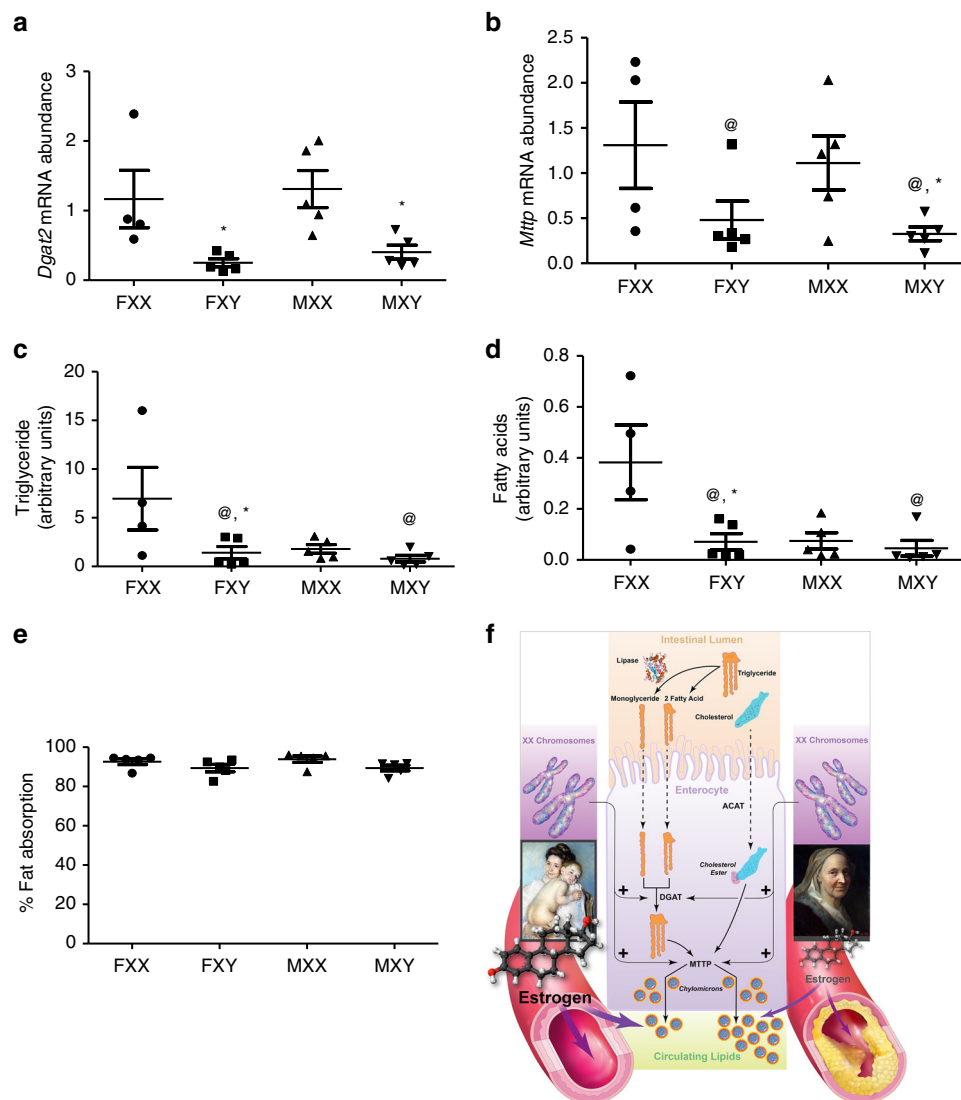 a
Dgat2 mRNA abundance
3
2
1
0
*
*
FXX FXY MXX MXY
b
Mttp mRNA abundance
2.5
2.0
1.5
1.0
0.5
0.0
@
@, *
FXX FXY MXX MXY
c
Triglyceride
(arbitrary units)
20
15
10
5
0
@, *
@
FXX FXY MXX MXY
d
Fatty acids
(arbitrary units)
0.8
0.6
0.4
0.2
0.0
@, *
@
FXX FXY MXX MXY
e
% Fat absorption
100
80
60
40
20
0
FXX FXY MXX MXY
f
Intestinal Lumen
Lipase
Triglyceride
Monoglyceride 2 Fatty Acid
Cholesterol
XX Chromosomes
XX Chromosomes
Enterocyte
ACAT
Cholesterol
Ester
+
+
DGAT
+
+
MTTP
Chylomicrons
Estrogen
Estrogen
Circulating Lipids